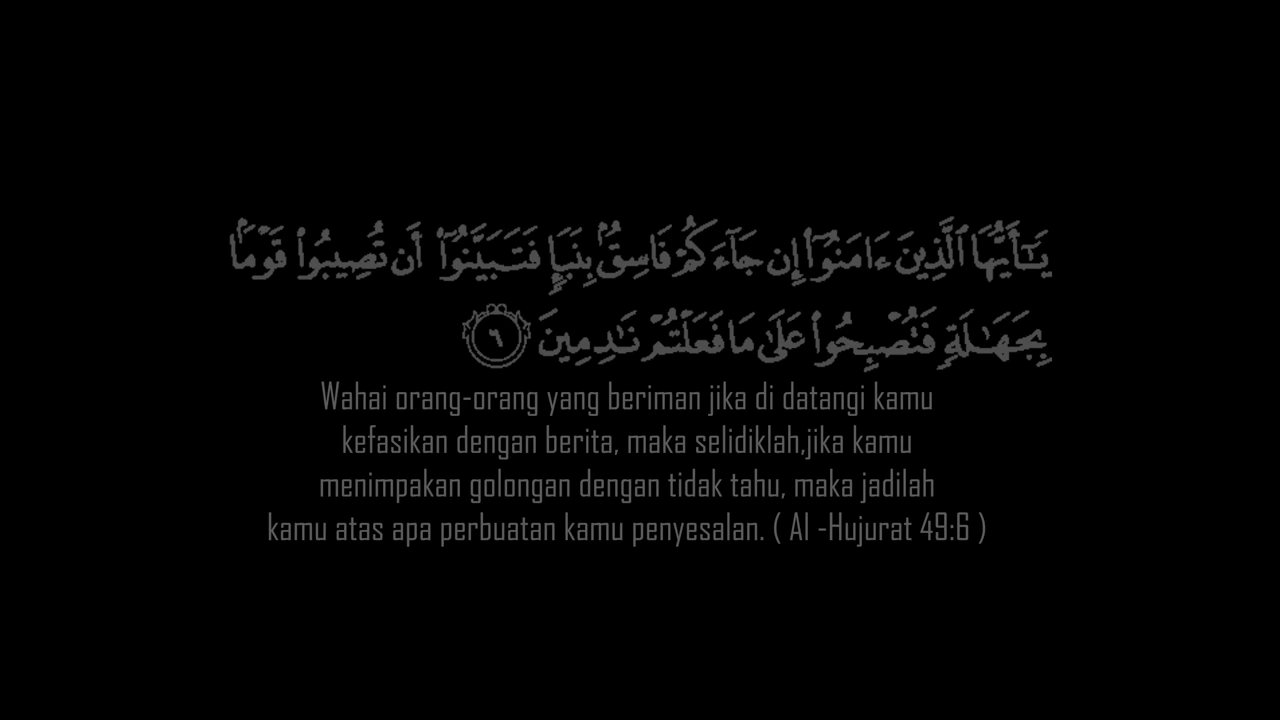 يَـٰٓأَيُّهَا ٱلَّذِينَ ءَامَنُوٓا۟ إِن جَآءَكُمْ فَاسِقٌۢ بِنَبَإٍ فَتَبَيَّنُوٓا۟ أَن تُصِيبُوا۟ قَوْمًۢا
بِجَهَـٰلَةٍ فَتُصْبِحُوا۟ عَلَىٰ مَا فَعَلْتُمْ نَـٰدِمِينَ ٦
Wahai orang-orang yang beriman jika di datangi kamu
kefasikan dengan berita, maka selidiklah,jika kamu
menimpakan golongan dengan tidak tahu, maka jadilah
kamu atas apa perbuatan kamu penyesalan. ( Al -Hujurat 49:6 )